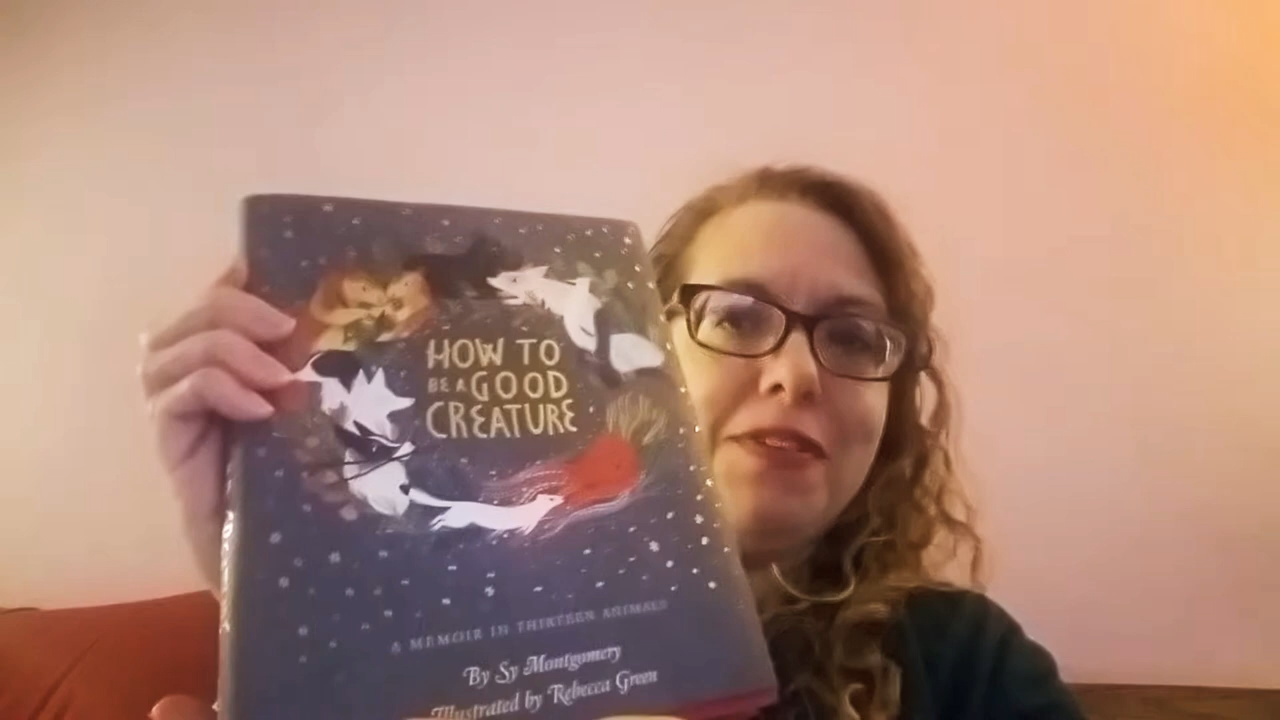 HOW TO
BE A GOOD
CREATURE
A MEMOIR IN THIRTEEN ANIMALS
By Sy Montgomery
Illustrated by Rebecca Green